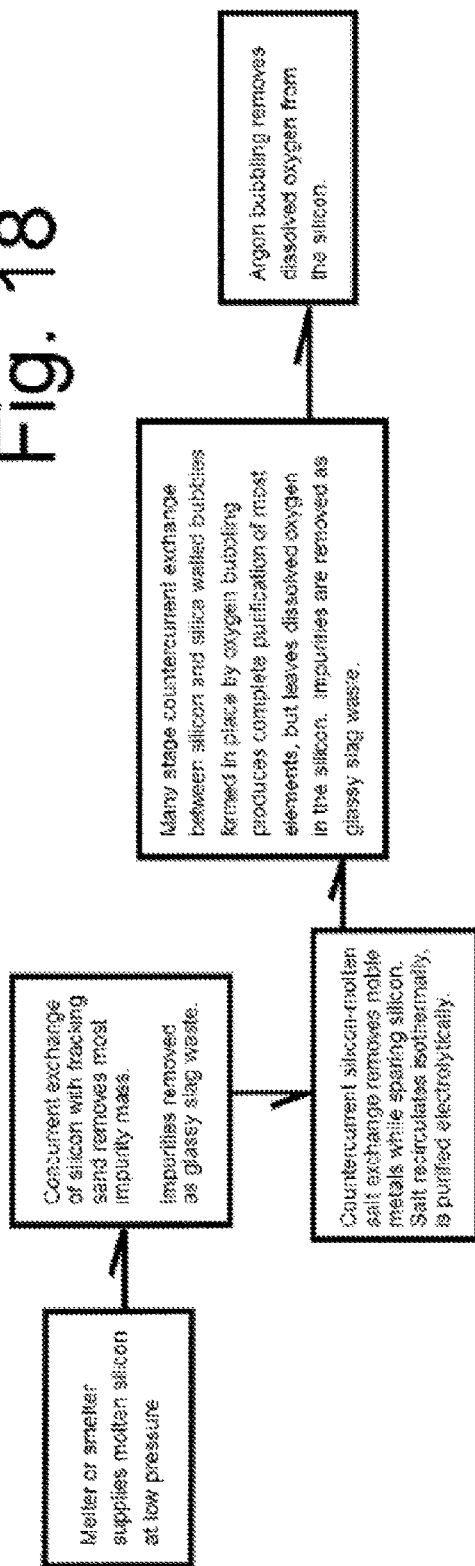 Fig. 18
Melter or smelter
supplies molten silicon
at low pressure
Cocurrent exchange
of silicon with fracking
sand removes most
impurity mass.
Impurities removed
as glassy slag waste.
Countercurrent silicon-molten
salt exchange removes noble
metals while sparing silicon.
Salt recirculates isothermally,
is purified electrolytically.
Many stage countercurrent exchange
between silicon and silica walled bubbles
formed in place by oxygen bubbling
produces complete purification of most
elements, but leaves dissolved oxygen
in the silicon. Impurities are removed as
glassy slag waste.
Argon bubbling removes
dissolved oxygen from
the silicon.